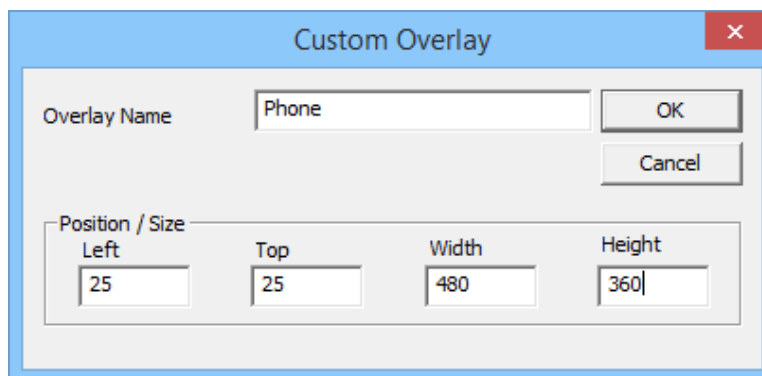 Custom Overlay
Overlay Name Phone OK
Cancel
Position / Size
Left Top Width Height
25 25 480 360